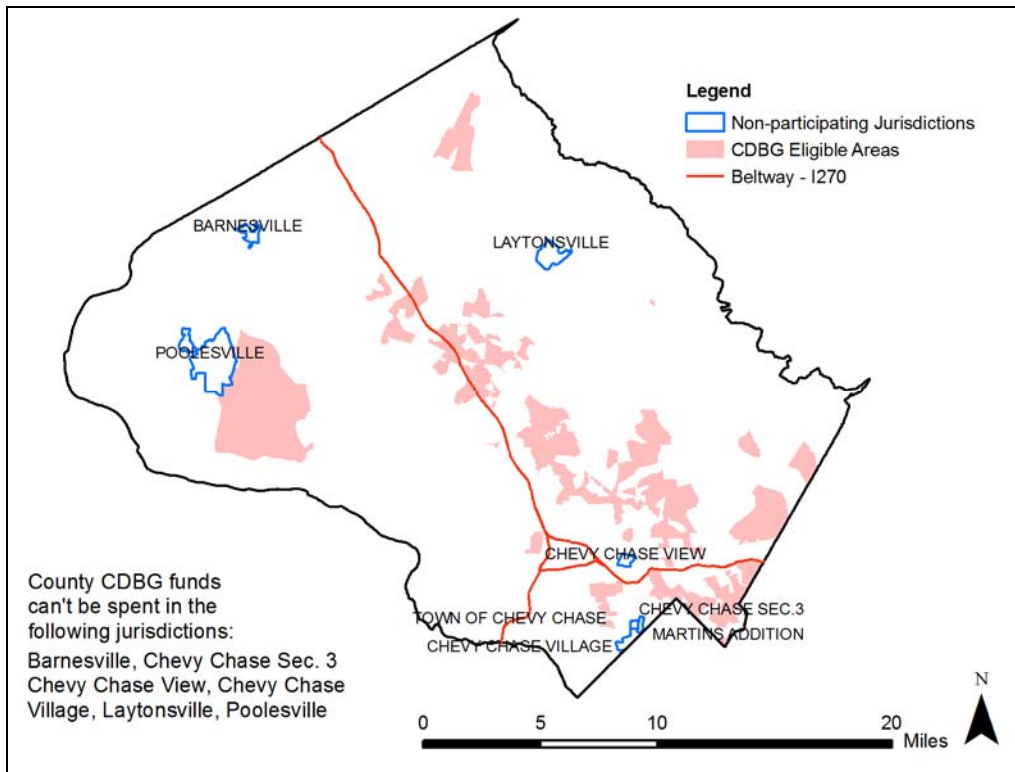 Legend
Non-participating Jurisdictions
CDBG Eligible Areas
Beltway - I270
BARNESVILLE
LAYTONSVILLE
POOLESVILLE
CHEVY CHASE VIEW
TOWN OF CHEVY CHASE
CHEVY CHASE SEC.3
MARTINS ADDITION
CHEVY CHASE VILLAGE
County CDBG funds
can't be spent in the
following jurisdictions:
Barnesville, Chevy Chase Sec. 3
Chevy Chase View, Chevy Chase
Village, Laytonsville, Poolesville
N
0 5 10 20
Miles